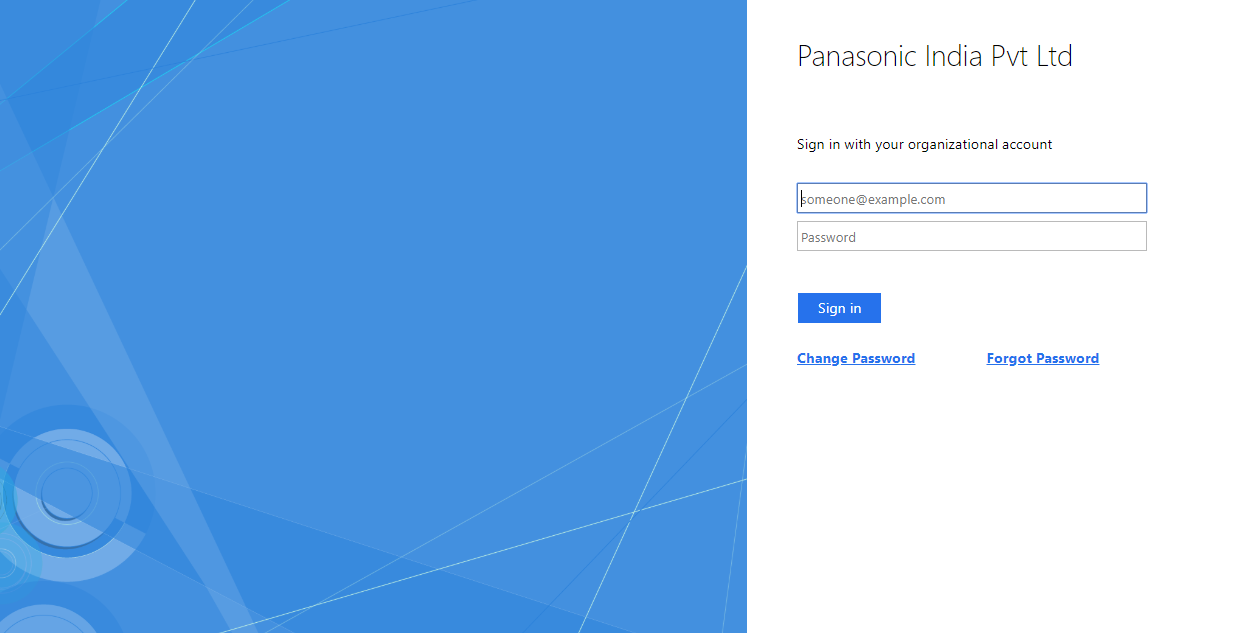 Panasonic India Pvt Ltd
Sign in with your organizational account
someone@example.com
Password
Sign in
Change Password Forgot Password